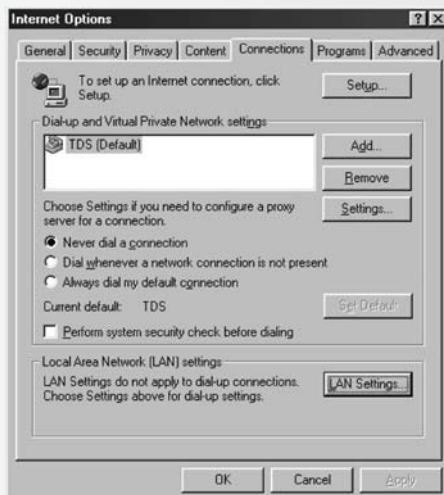 Internet Options
General Security Privacy Content Connections Programs Advanced
To set up an Internet connection, click
Setup.
Setup...
Dial-up and Virtual Private Network settings
TDS (Default)
Add...
Remove
Choose Settings if you need to configure a proxy
server for a connection.
Settings...
Never dial a connection
Dial whenever a network connection is not present
Always dial my default connection
Current default: TDS
Set Default
Perform system security check before dialing
Local Area Network (LAN) settings
LAN Settings do not apply to dial-up connections.
Choose Settings above for dial-up settings.
LAN Settings...
OK Cancel Apply